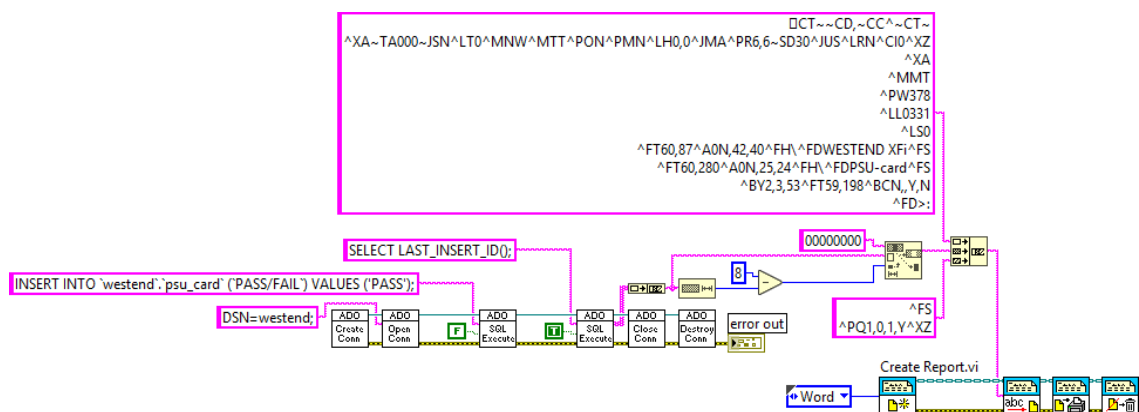 ▯CT~~CD,~CC^~CT~
^XA~TA000~JSN^LT0^MNW^MTT^PON^PMN^LH0,0^JMA^PR6,6~SD30^JUS^LRN^CI0^XZ
^XA
^MMT
^PW378
^LL0331
^LS0
^FT60,87^A0N,42,40^FH\^FDWESTEND XFi^FS
^FT60,280^A0N,25,24^FH\^FDPSU-card^FS
^BY2,3,53^FT59,198^BCN,,Y,N
^FD>:
00000000
SELECT LAST_INSERT_ID();
8
INSERT INTO `westend`.`psu_card` (`PASS/FAIL`) VALUES ('PASS');
DSN=westend;
ADO
Create
Conn
ADO
Open
Conn
F
ADO
SQL
Execute
T
ADO
SQL
Execute
ADO
Close
Conn
ADO
Destroy
Conn
error out
^FS
^PQ1,0,1,Y^XZ
Create Report.vi
Word
abc